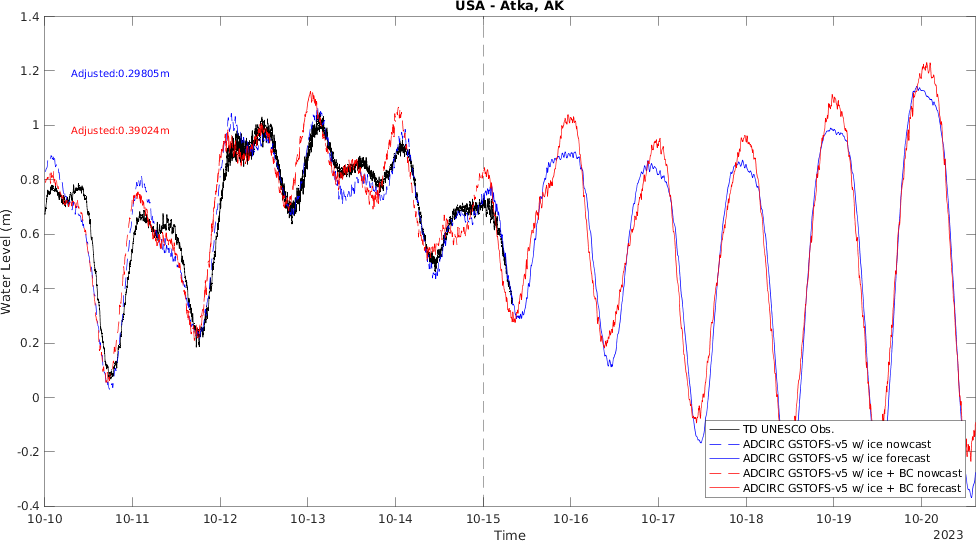 USA - Atka, AK
1.4
1.2
1
0.8
0.6
0.4
0.2
0
-0.2
-0.4
Water Level (m)
Adjusted:0.29805m
Adjusted:0.39024m
TD UNESCO Obs.
ADCIRC GSTOFS-v5 w/ ice nowcast
ADCIRC GSTOFS-v5 w/ ice forecast
ADCIRC GSTOFS-v5 w/ ice + BC nowcast
ADCIRC GSTOFS-v5 w/ ice + BC forecast
10-10 10-11 10-12 10-13 10-14 10-15 10-16 10-17 10-18 10-19 10-20
Time
2023